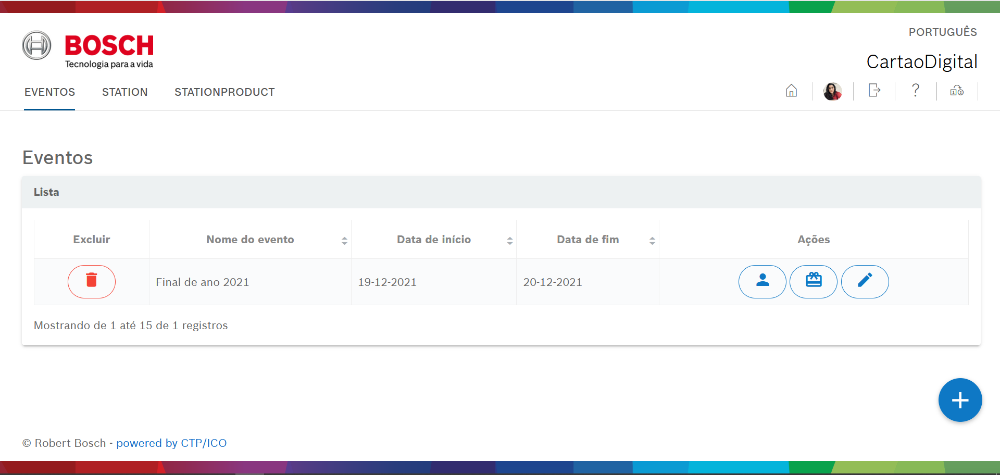 PORTUGUÊS
BOSCH
Tecnologia para a vida
CartaoDigital
EVENTOS STATION STATIONPRODUCT
Eventos
Lista
Excluir Nome do evento Data de início Data de fim Ações
Final de ano 2021 19-12-2021 20-12-2021
Mostrando de 1 até 15 de 1 registros
© Robert Bosch - powered by CTP/ICO